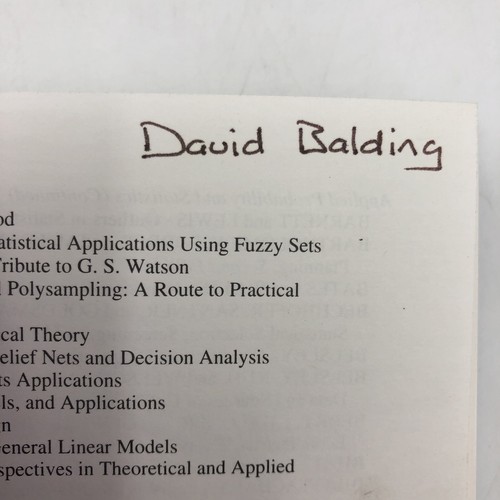 David Balding
od
atistical Applications Using Fuzzy Sets
Tribute to G. S. Watson
l Polysampling: A Route to Practical
cal Theory
elief Nets and Decision Analysis
ts Applications
ls, and Applications
n
General Linear Models
spectives in Theoretical and Applied